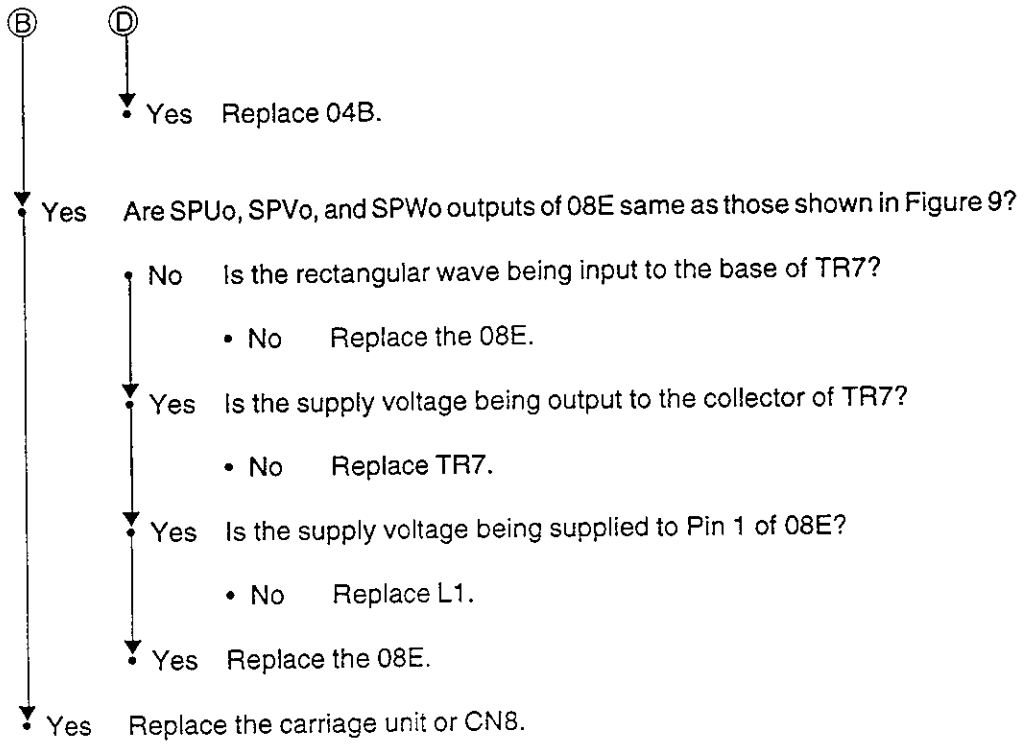 Ⓑ Ⓓ
• Yes Replace 04B.
• Yes Are SPUo, SPVo, and SPWo outputs of 08E same as those shown in Figure 9?
• No Is the rectangular wave being input to the base of TR7?
• No Replace the 08E.
• Yes Is the supply voltage being output to the collector of TR7?
• No Replace TR7.
• Yes Is the supply voltage being supplied to Pin 1 of 08E?
• No Replace L1.
• Yes Replace the 08E.
• Yes Replace the carriage unit or CN8.